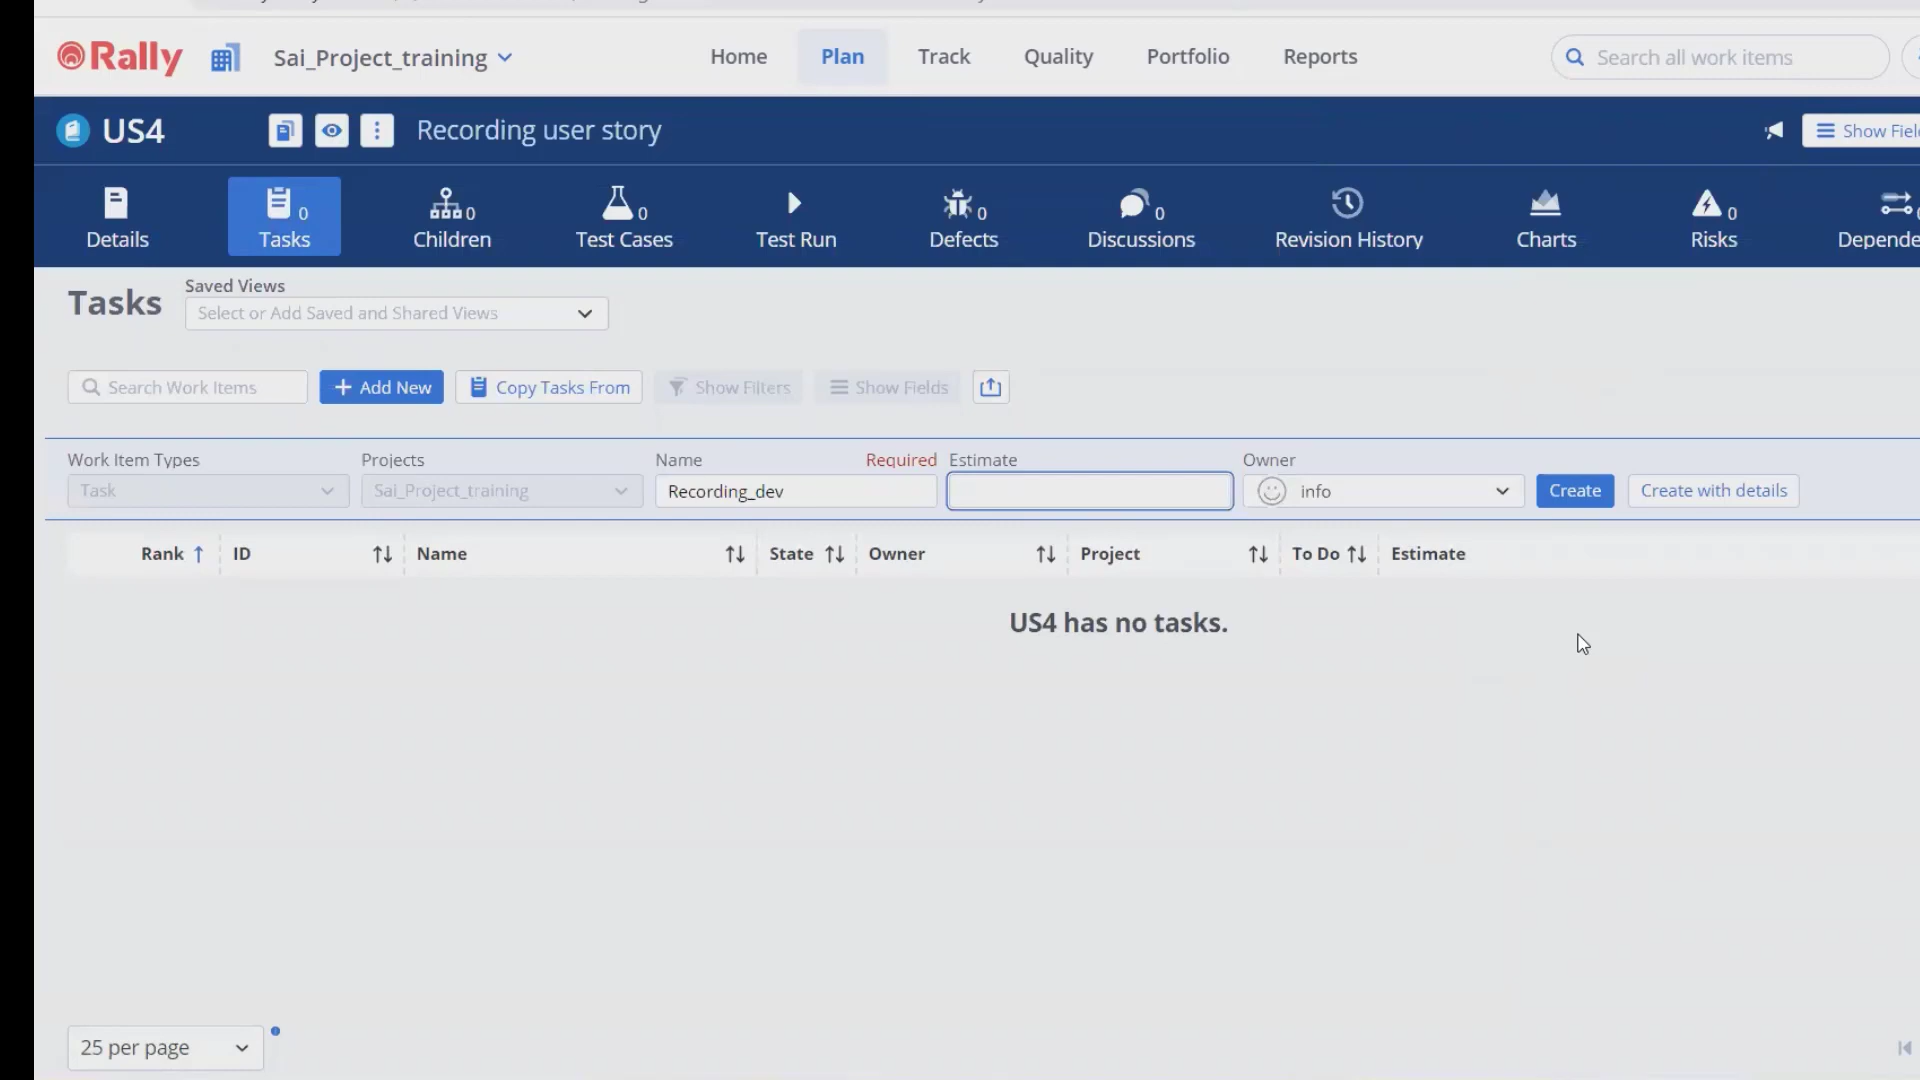 Rally
Sai_Project_training
Home
Plan
Track
Quality
Portfolio
Reports
Search all work items
US4
Recording user story
Show Fiel
Details
0
Tasks
0
Children
0
Test Cases
Test Run
0
Defects
0
Discussions
Revision History
Charts
0
Risks
Depende
Tasks
Saved Views
Select or Add Saved and Shared Views
Search Work Items
Add New
Copy Tasks From
Show Filters
Show Fields
Work Item Types
Projects
Name
Required
Estimate
Owner
Task
Sai_Project_training
Recording_dev
info
Create
Create with details
Rank
ID
Name
State
Owner
Project
To Do
Estimate
US4 has no tasks.
25 per page